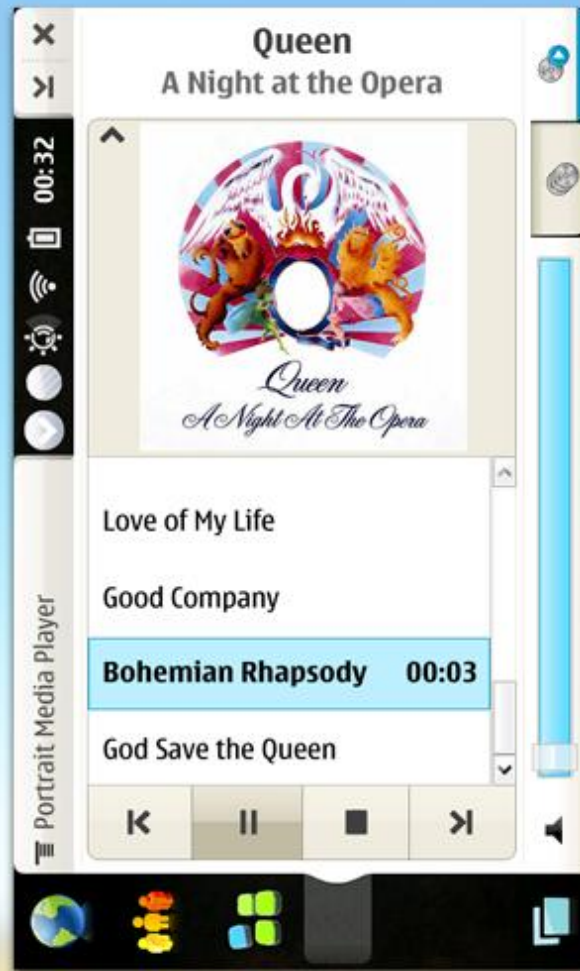 Queen
A Night at the Opera
00:32
Queen
A Night At The Opera
Love of My Life
Good Company
Bohemian Rhapsody 00:03
God Save the Queen
Portrait Media Player